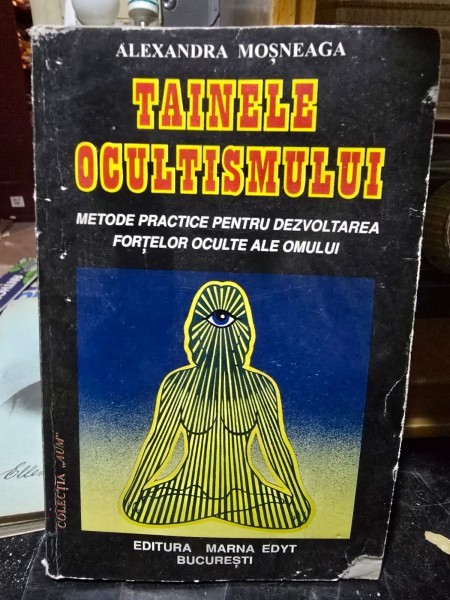 ALEXANDRA MOȘNEAGA
TAINELE
OCULTISMULUI
METODE PRACTICE PENTRU DEZVOLTAREA
FORȚELOR OCULTE ALE OMULUI
COLECȚIA „AUM"
EDITURA MARNA EDYT
BUCUREȘTI